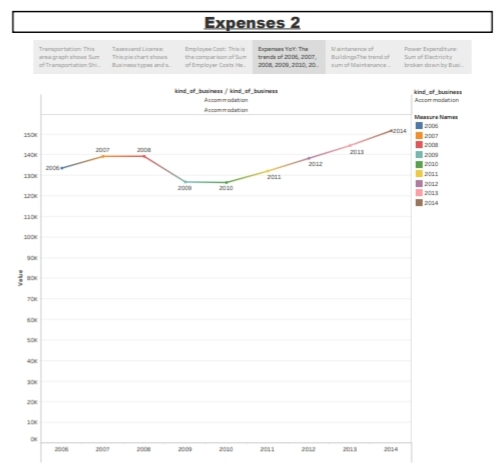 Expenses 2
Transportation: This area graph shows Sum of Transportation Shi..
Taxes and License: This pie chart shows Business types and s..
Employee Cost: This is the comparison of Sum of Employer Costs He..
Expenses YoY: The trends of 2006, 2007, 2008, 2009, 2010, 20..
Maintenance of BuildingsThe trend of sum of Maintenance ..
Power Expenditure: Sum of Electricity broken down by Busi..
kind_of_business / kind_of_business
Accommodation
Accommodation
kind_of_business
Accommodation
Measure Names
2006
2007
2008
2009
2010
2011
2012
2013
2014
Value
150K
140K
130K
120K
110K
100K
90K
80K
70K
60K
50K
40K
30K
20K
10K
0K
2006
2007
2008
2009
2010
2011
2012
2013
2014
2006 2007 2008 2009 2010 2011 2012 2013 2014